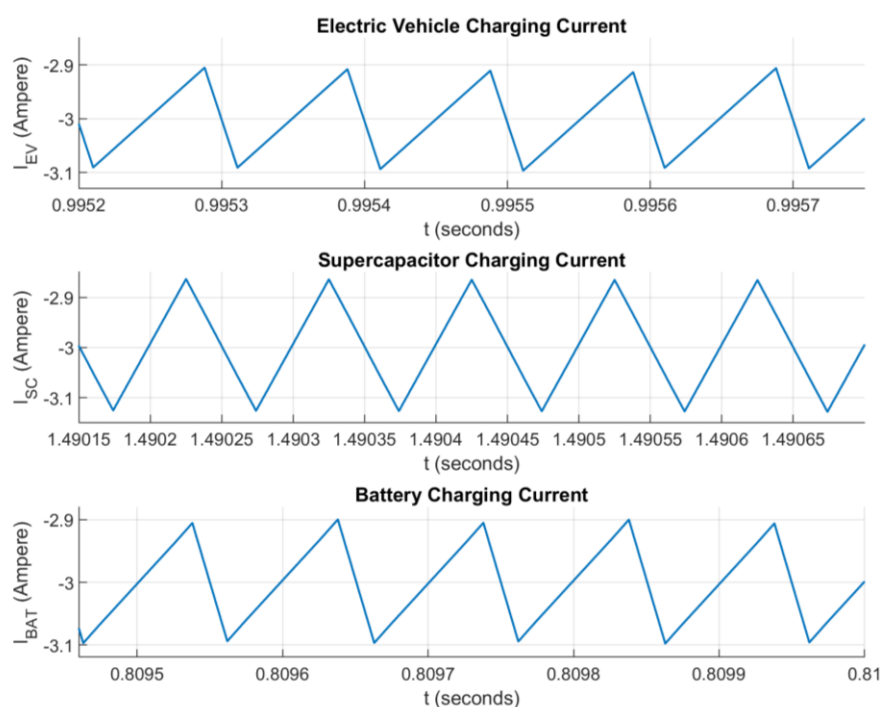 Electric Vehicle Charging Current
I_EV (Ampere)
-2.9
-3
-3.1
0.9952 0.9953 0.9954 0.9955 0.9956 0.9957
t (seconds)
Supercapacitor Charging Current
I_SC (Ampere)
-2.9
-3
-3.1
1.49015 1.4902 1.49025 1.4903 1.49035 1.4904 1.49045 1.4905 1.49055 1.4906 1.49065
t (seconds)
Battery Charging Current
I_BAT (Ampere)
-2.9
-3
-3.1
0.8095 0.8096 0.8097 0.8098 0.8099 0.81
t (seconds)